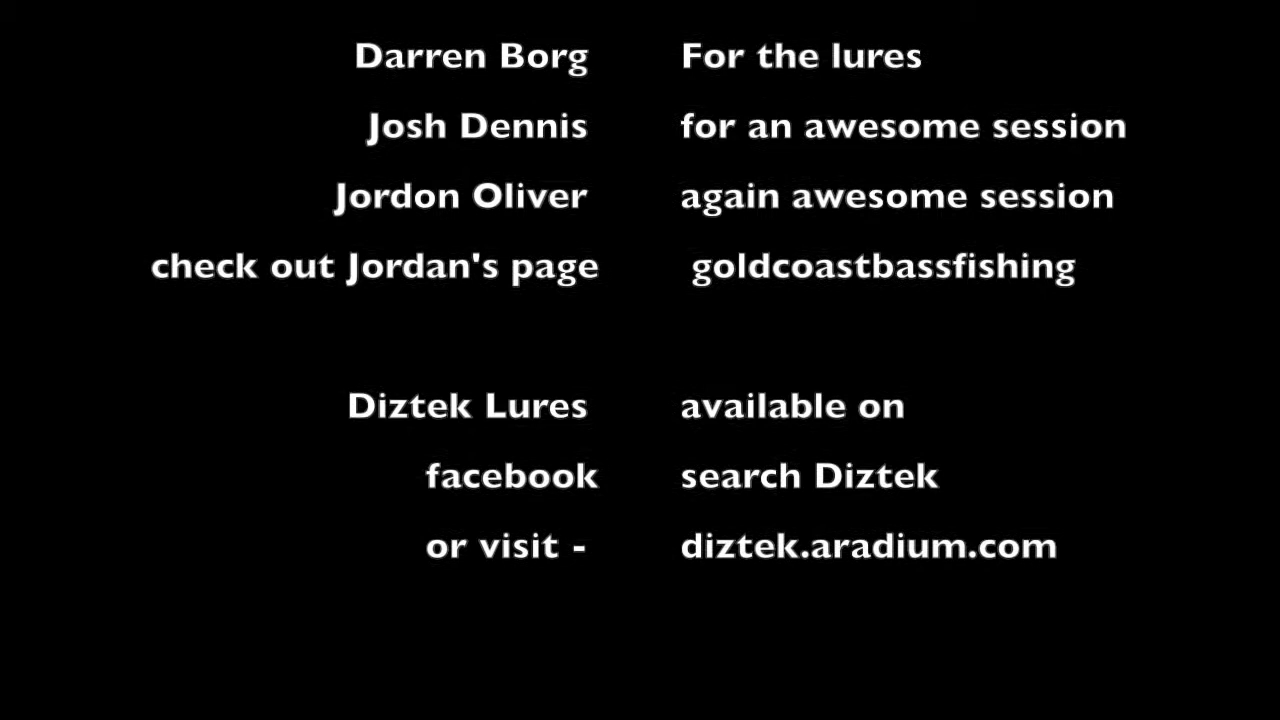 Darren Borg For the lures
Josh Dennis for an awesome session
Jordon Oliver again awesome session
check out Jordan's page goldcoastbassfishing
Diztek Lures available on
facebook search Diztek
or visit - diztek.aradium.com